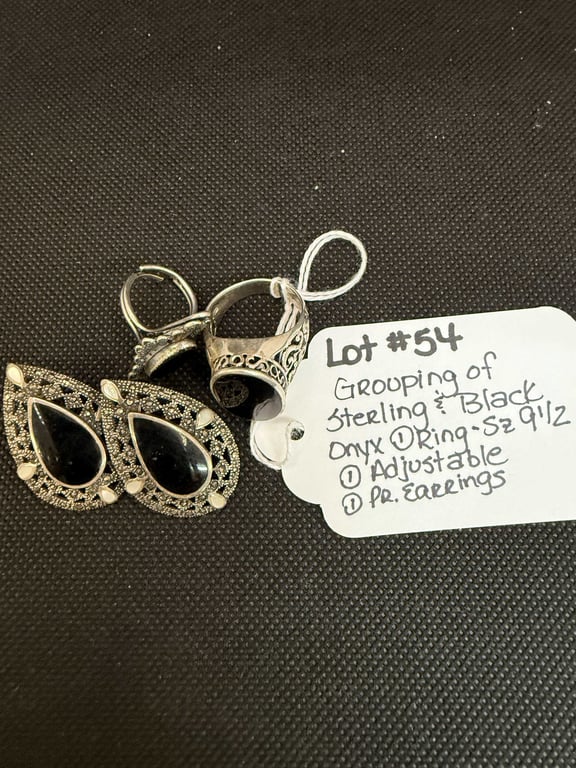 Lot #54
Grouping of
Sterling & Black
Onyx ① Ring-Sz 9 1/2
① Adjustable
① Pr. Earrings